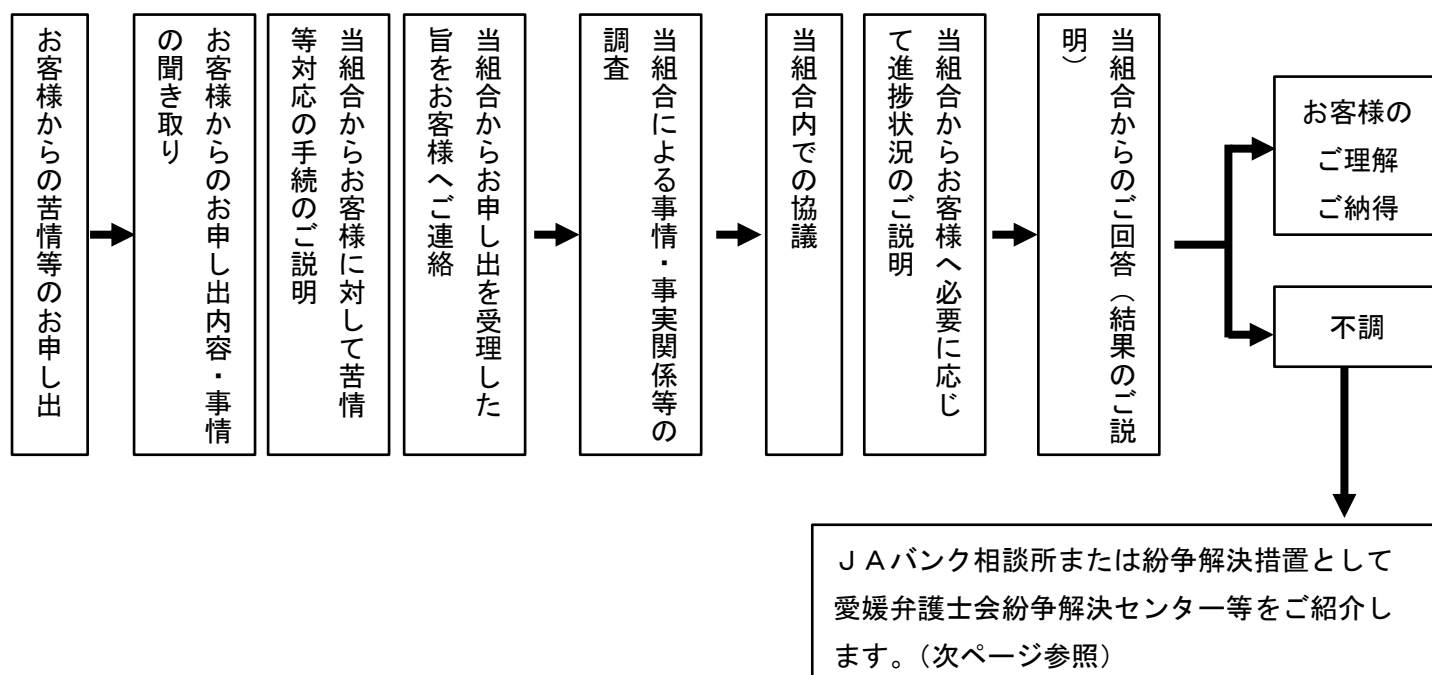 お客様からの苦情等のお申し出
お客様からのお申し出内容・事情
の聞き取り
当組合からお客様に対して苦情
等対応の手続のご説明
当組合からお申し出を受理した
旨をお客様へご連絡
当組合による事情・事実関係等の
調査
当組合内での協議
当組合からお客様へ必要に応じ
て進捗状況のご説明
当組合からのご回答（結果のご説
明）
お客様の
ご理解
ご納得
不調
ＪＡバンク相談所または紛争解決措置として
愛媛弁護士会紛争解決センター等をご紹介し
ます。（次ページ参照）